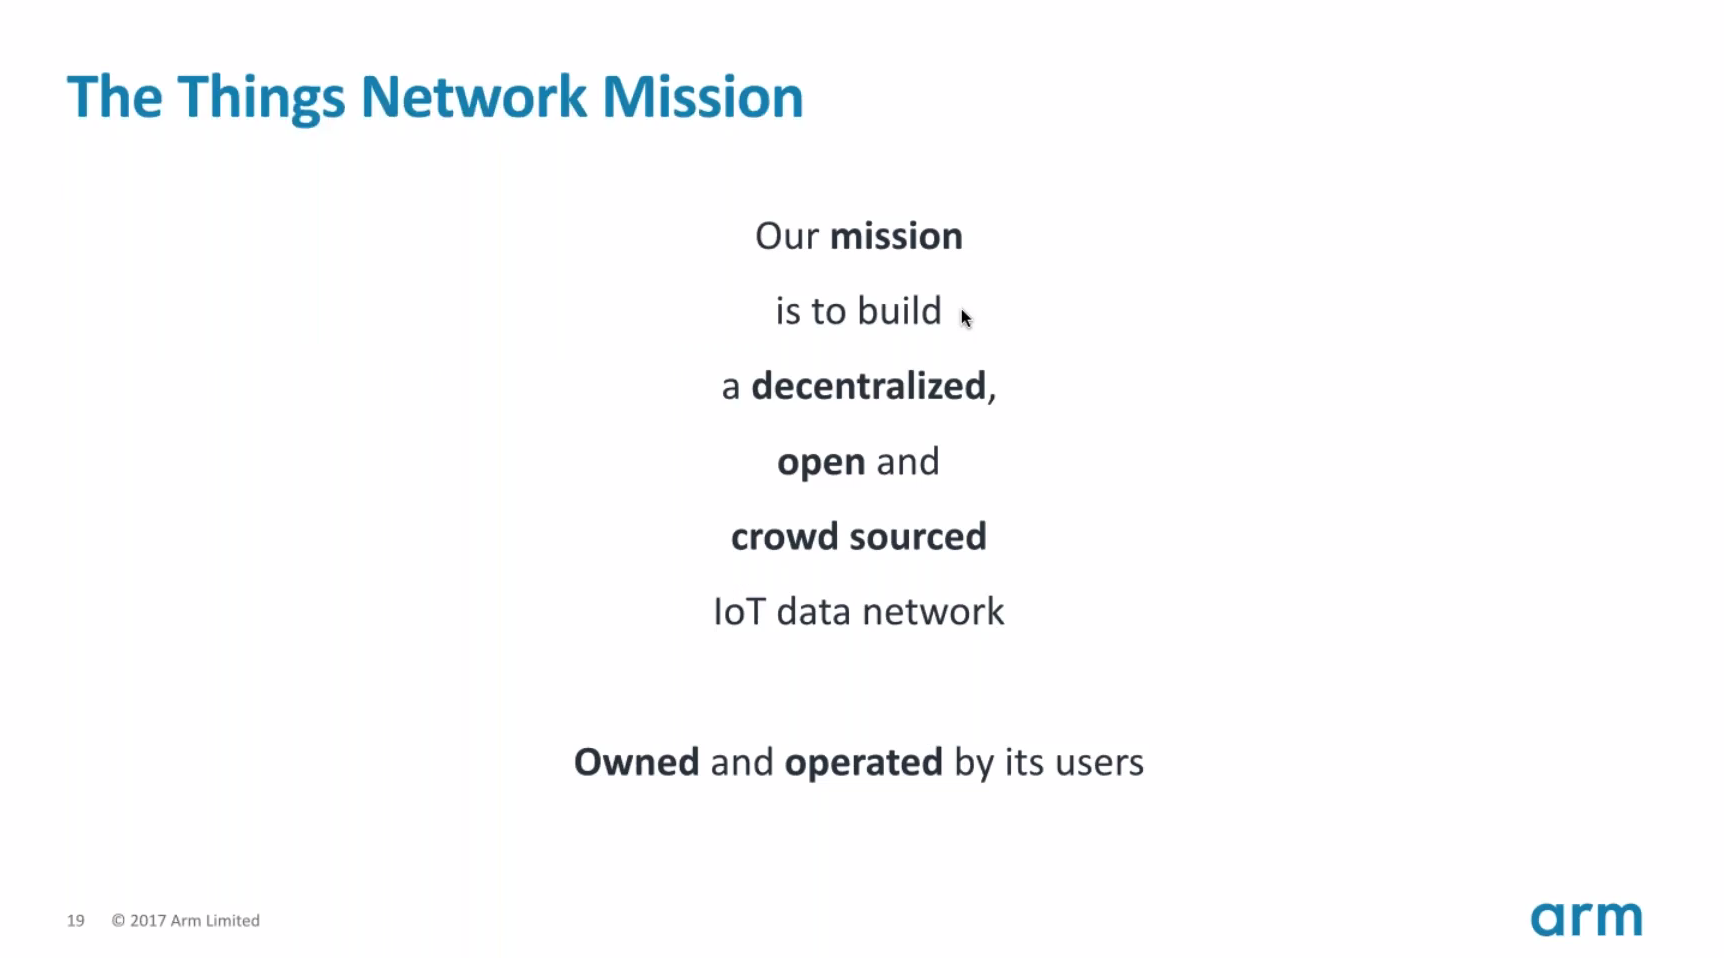 The Things Network Mission
Our mission
is to build
a decentralized,
open and
crowd sourced
IoT data network
Owned and operated by its users
19 © 2017 Arm Limited
arm